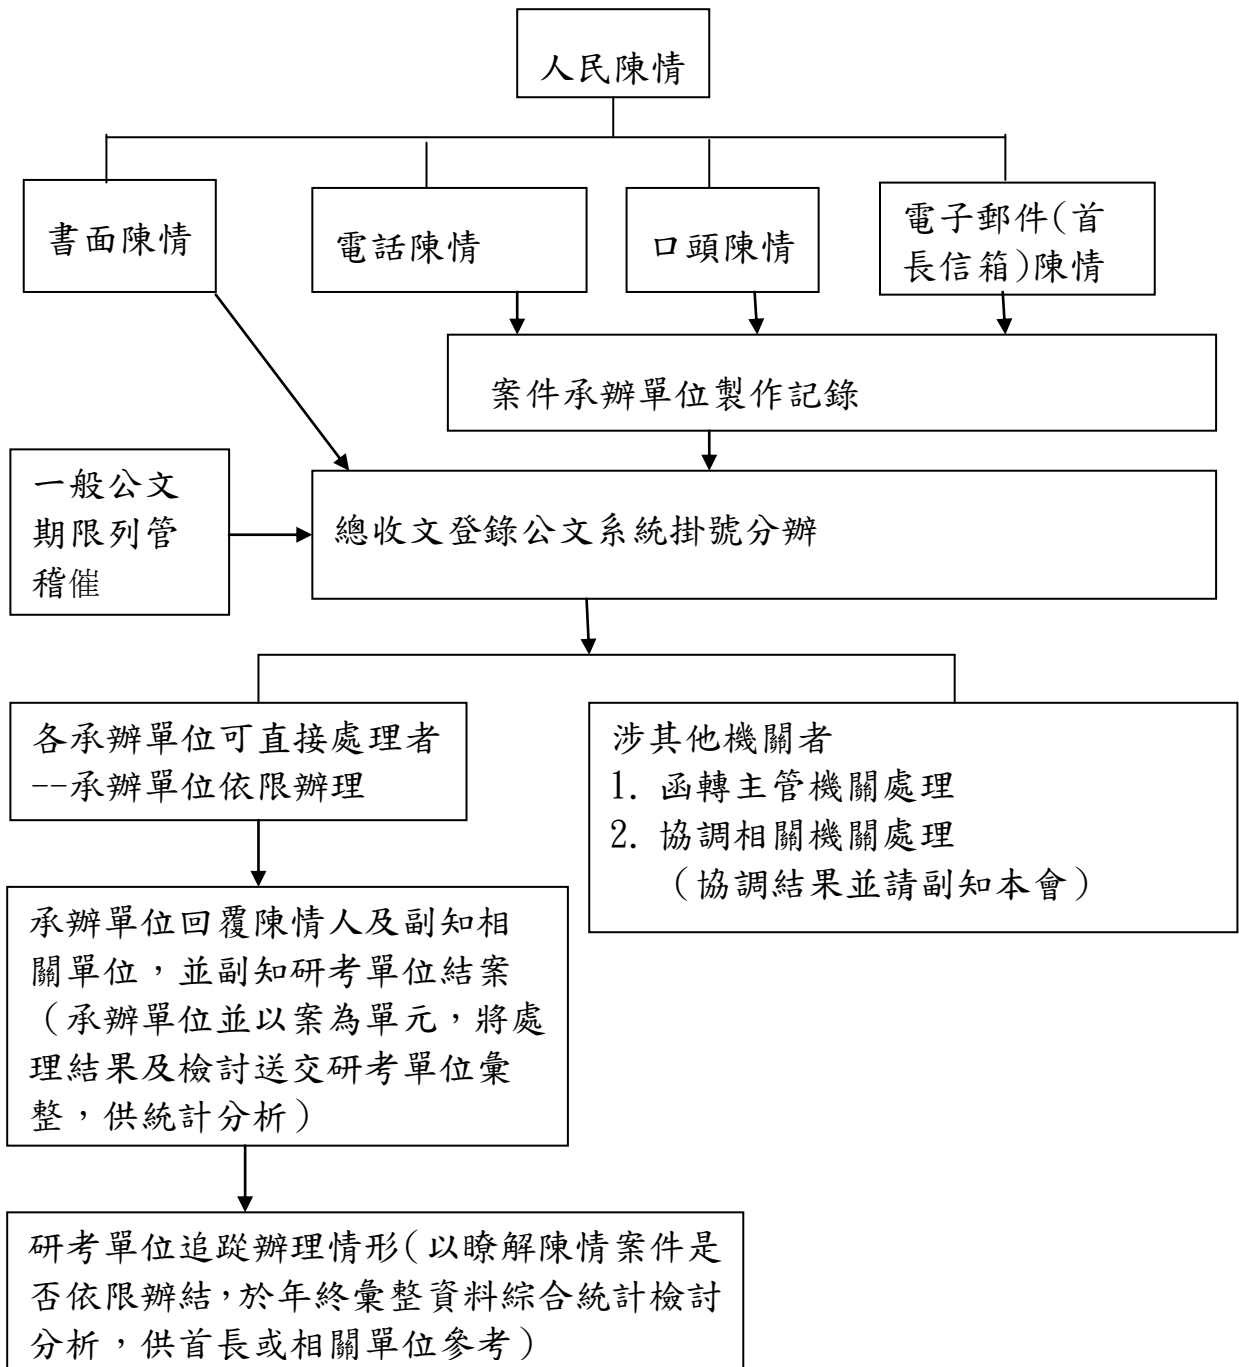 人民陳情
書面陳情
電話陳情
口頭陳情
電子郵件(首
長信箱)陳情
案件承辦單位製作記錄
一般公文
期限列管
稽催
總收文登錄公文系統掛號分辦
各承辦單位可直接處理者
--承辦單位依限辦理
涉其他機關者
1. 函轉主管機關處理
2. 協調相關機關處理
（協調結果並請副知本會）
承辦單位回覆陳情人及副知相
關單位，並副知研考單位結案
（承辦單位並以案為單元，將處
理結果及檢討送交研考單位彙
整，供統計分析）
研考單位追蹤辦理情形(以瞭解陳情案件是
否依限辦結,於年終彙整資料綜合統計檢討
分析，供首長或相關單位參考）